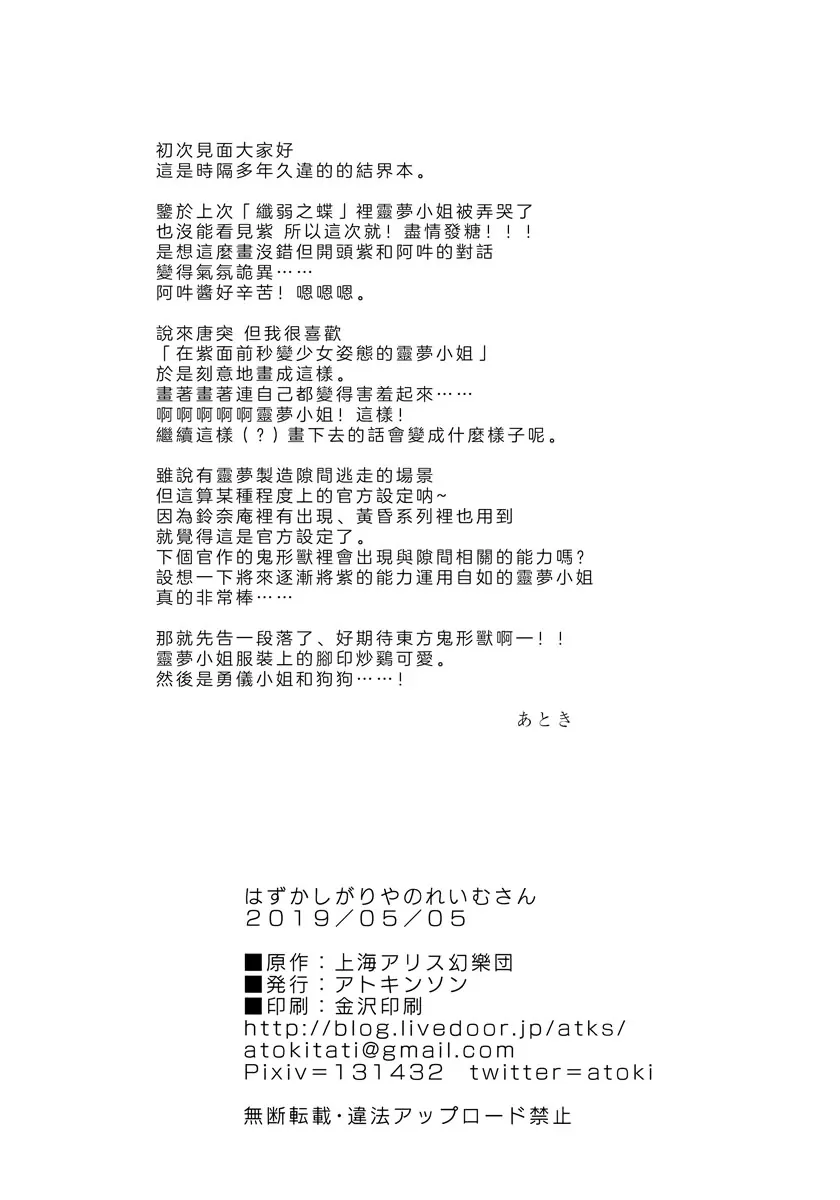 初次見面大家好
這是時隔多年久違的的結界本。
鑒於上次「纖弱之蝶」裡靈夢小姐被弄哭了
也沒能看見紫 所以這次就！盡情發糖！！！
是想這麼畫沒錯但開頭紫和阿吽的對話
變得氣氛詭異……
阿吽醬好辛苦！嗯嗯嗯。
說來唐突 但我很喜歡
「在紫面前秒變少女姿態的靈夢小姐」
於是刻意地畫成這樣。
畫著畫著連自己都變得害羞起來……
啊啊啊啊啊靈夢小姐！這樣！
繼續這樣（?）畫下去的話會變成什麼樣子呢。
雖說有靈夢製造隙間逃走的場景
但這算某種程度上的官方設定吶~
因為鈴奈庵裡有出現、黃昏系列裡也用到
就覺得這是官方設定了。
下個官作的鬼形獸裡會出現與隙間相關的能力嗎?
設想一下將來逐漸將紫的能力運用自如的靈夢小姐
真的非常棒……
那就先告一段落了、好期待東方鬼形獸啊一！！
靈夢小姐服裝上的腳印炒鷄可愛。
然後是勇儀小姐和狗狗……！
あとき
はずかしがりやのれいむさん
2019／05／05
■原作：上海アリス幻樂団
■発行：アトキンソン
■印刷：金沢印刷
http://blog.livedoor.jp/atks/
atokitati@gmail.com
Pixiv=131432 twitter=atoki
無断転載・違法アップロード禁止